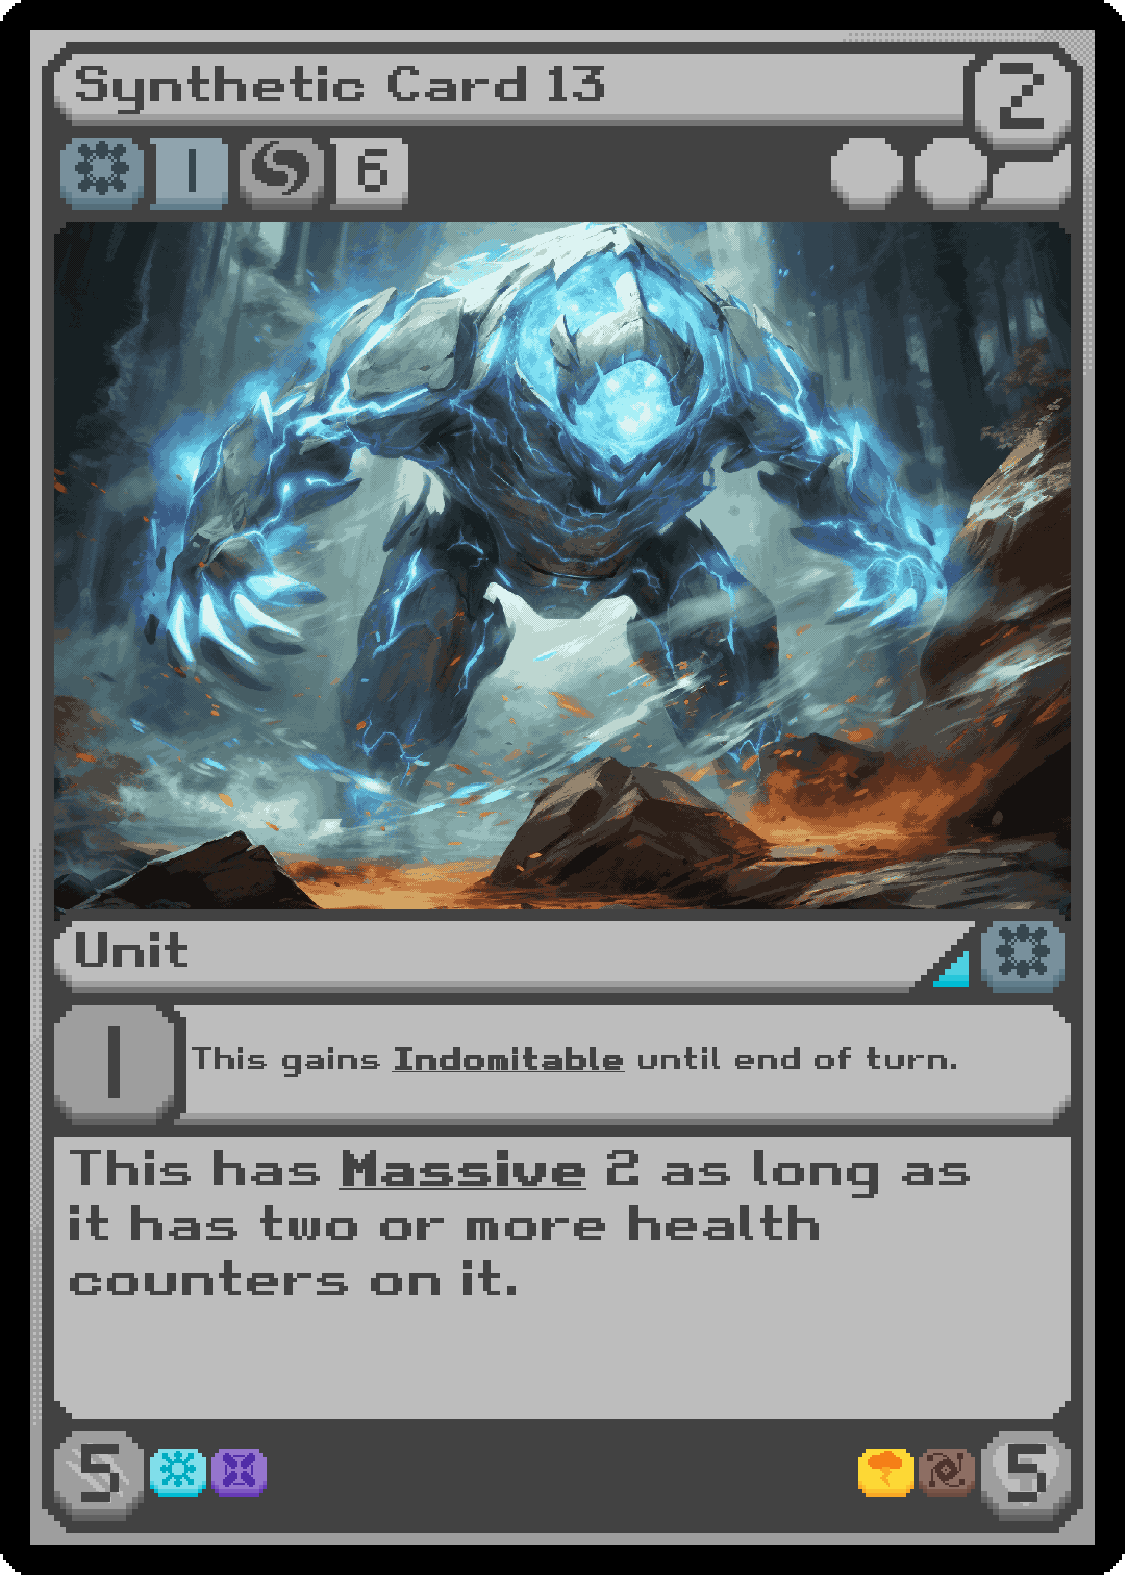 Synthetic Card 13
2
1 6
Unit
1
This gains Indomitable until end of turn.
This has Massive 2 as long as
it has two or more health
counters on it.
5 5